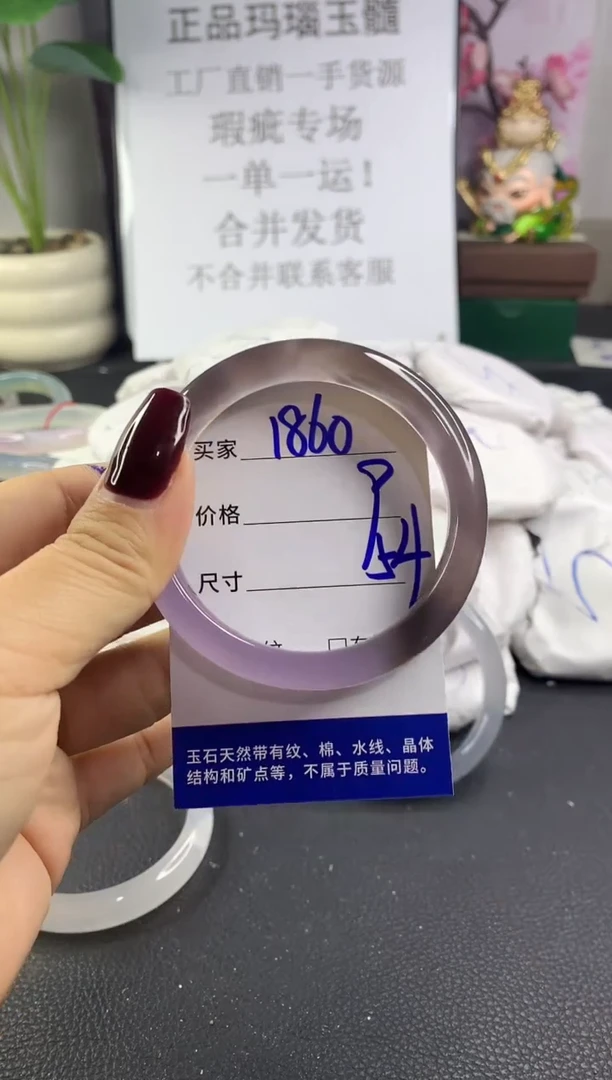 正品玛瑙玉髓
工厂直销一手货源
瑕疵专场
一单一运！
合并发货
不合并联系客服
买家 1860
价格
尺寸 54
玉石天然带有纹、棉、水线、晶体
结构和矿点等，不属于质量问题。